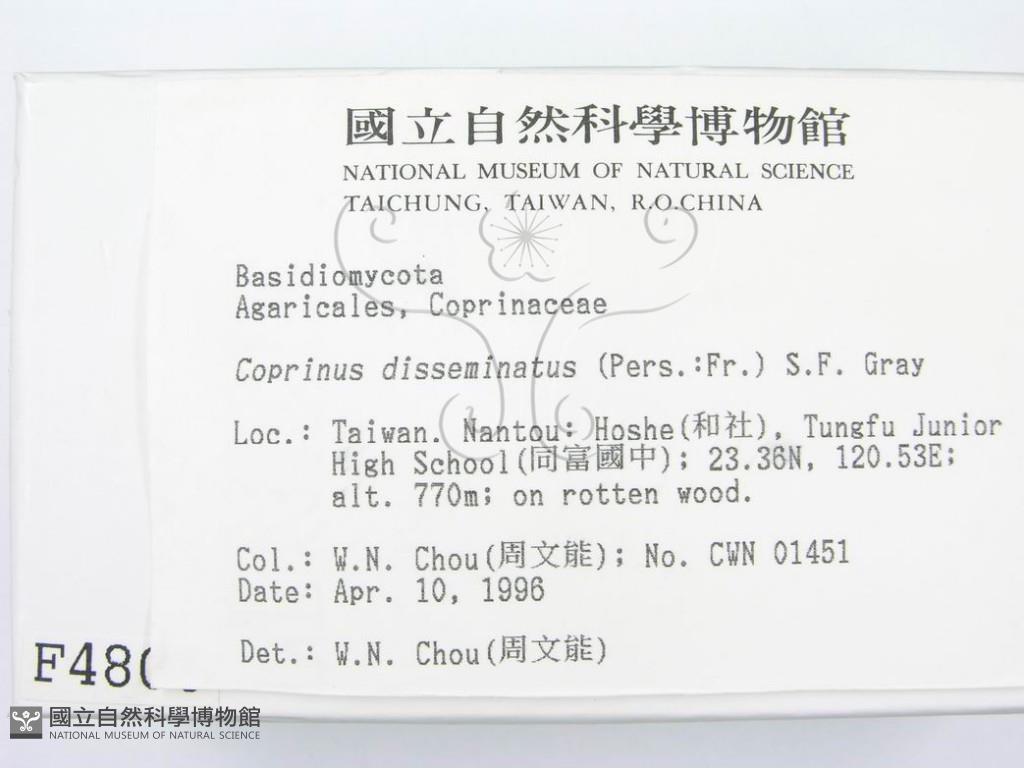 國立自然科學博物館
NATIONAL MUSEUM OF NATURAL SCIENCE
TAICHUNG, TAIWAN, R.O.CHINA
Basidiomycota
Agaricales, Coprinaceae
Coprinus disseminatus (Pers.:Fr.) S.F. Gray
Loc.: Taiwan. Nantou: Hoshe(和社), Tungfu Junior
High School(同富國中); 23.36N, 120.53E;
alt. 770m; on rotten wood.
Col.: W.N. Chou(周文能); No. CWN 01451
Date: Apr. 10, 1996
Det.: W.N. Chou(周文能)
國立自然科學博物館
NATIONAL MUSEUM OF NATURAL SCIENCE